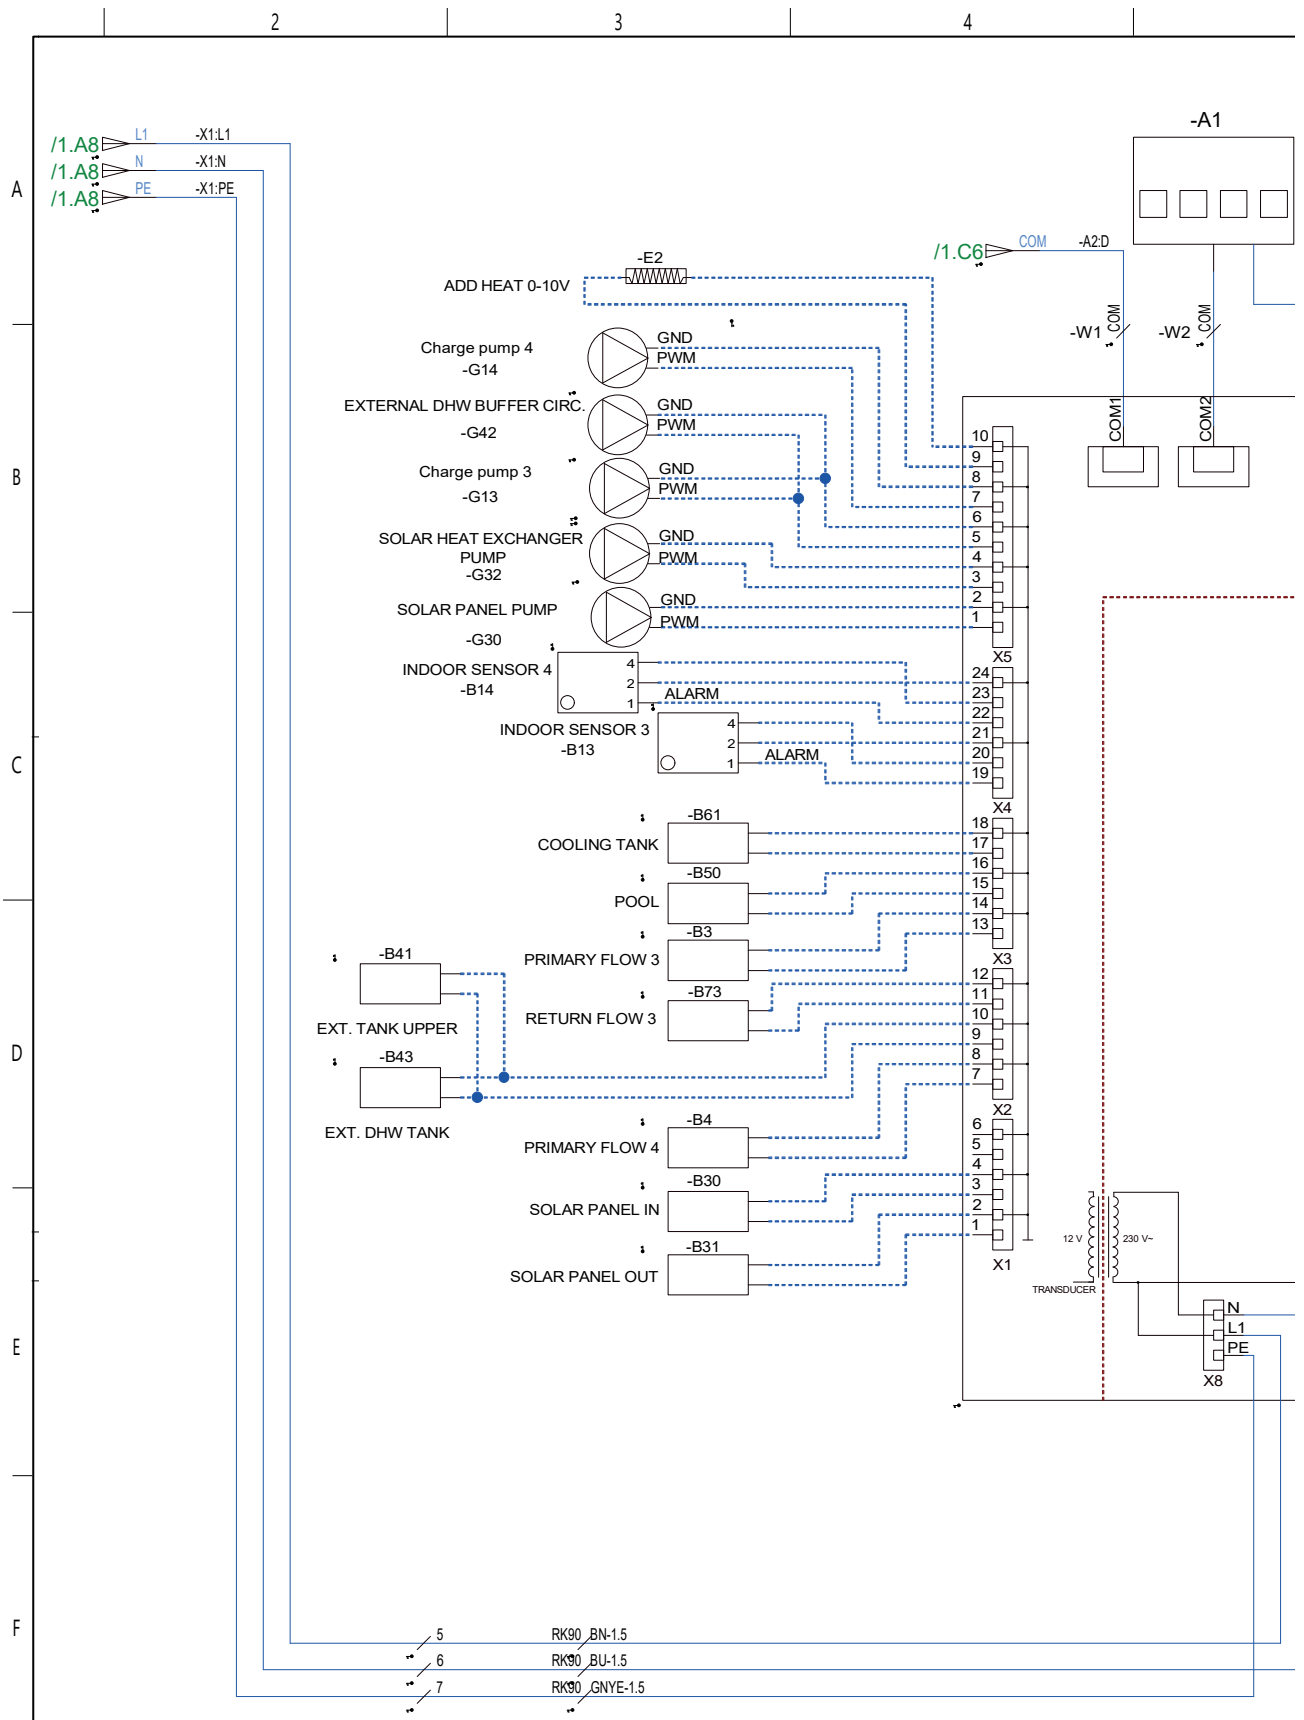 2 3 4
A
B
C
D
E
F
/1.A8 L1 -X1:L1
/1.A8 N -X1:N
/1.A8 PE -X1:PE
-A1
/1.C6 COM -A2:D
-W1 COM
-W2 COM
COM1
COM2
-E2
ADD HEAT 0-10V
Charge pump 4
-G14
GND
PWM
EXTERNAL DHW BUFFER CIRC.
-G42
GND
PWM
Charge pump 3
-G13
GND
PWM
SOLAR HEAT EXCHANGER
PUMP
-G32
GND
PWM
SOLAR PANEL PUMP
-G30
GND
PWM
10
9
8
7
6
5
4
3
2
1
X5
INDOOR SENSOR 4
-B14
4
2
1 ALARM
INDOOR SENSOR 3
-B13
4
2
1 ALARM
24
23
22
21
20
19
X4
-B61
COOLING TANK
-B50
POOL
-B3
PRIMARY FLOW 3
18
17
16
15
14
13
X3
-B73
RETURN FLOW 3
-B41
EXT. TANK UPPER
-B43
EXT. DHW TANK
12
11
10
9
8
7
X2
-B4
PRIMARY FLOW 4
-B30
SOLAR PANEL IN
-B31
SOLAR PANEL OUT
6
5
4
3
2
1
X1
12 V 230 V~
TRANSDUCER
N
L1
PE
X8
5 RK90 BN-1.5
6 RK90 BU-1.5
7 RK90 GNYE-1.5